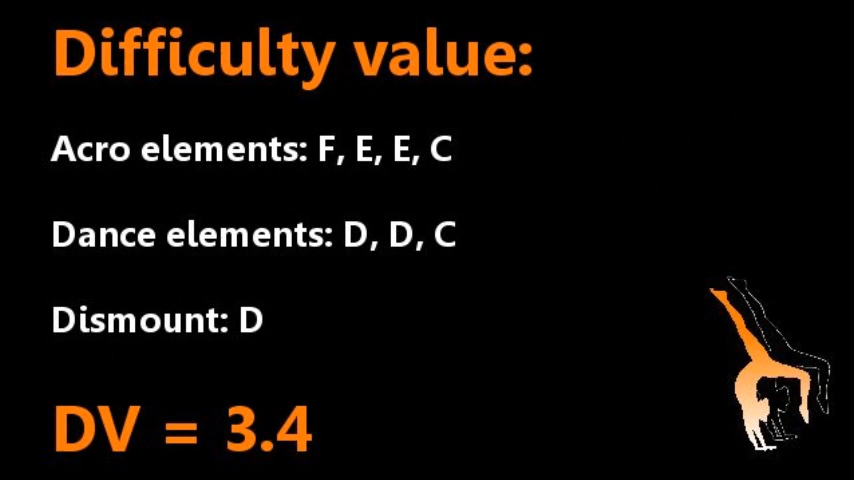 Difficulty value:
Acro elements: F, E, E, C
Dance elements: D, D, C
Dismount: D
DV = 3.4